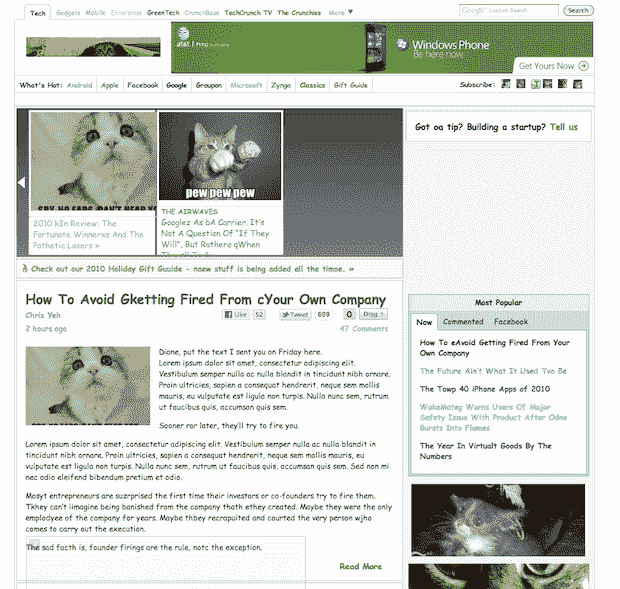 Tech Gadgets Mobile Enterprise GreenTech CrunchBase TechCrunch TV The Crunchies More ▼
Google™ Custom Search Search
at&t | htc
Windows Phone
Be here now.
Get Yours Now
What's Hot: Android Apple Facebook Google Groupon Microsoft Zynga Classics Gift Guide
Subscribe:
Got oa tip? Building a startup? Tell us
pew pew pew
2010 kIn Review: The
Fortunate Winnerxs And The
Pathetic Losers »
THE AIRWAVES
Googlez As bA Carrier. It's
Not A Question Of "If They
Will", But Rathero qWhen
Check out our 2010 Holiday Gift Guuide - naew stuff is being added all the timoe. »
How To Avoid Gketting Fired From cYour Own Company
Chris Yeh
Like 52 Tweet 609 0 Digg
2 hours ago
47 Comments
Diane, put the text I sent you on Friday here.
Lorem ipsum dolor sit amet, consectetur adipiscing elit.
Vestibulum semper nulla ac nulla blandit in tincidunt nibh ornare.
Proin ultricies, sapien a consequat hendrerit, neque sem mollis
mauris, eu vulputate est ligula non turpis. Nulla nunc sem, rutrum
ut faucibus quis, accumsan quis sem.
Sooner ror later, they'll try to fire you.
Lorem ipsum dolor sit amet, consectetur adipiscing elit. Vestibulum semper nulla ac nulla blandit in
tincidunt nibh ornare. Proin ultricies, sapien a consequat hendrerit, neque sem mollis mauris, eu
vulputate est ligula non turpis. Nulla nunc sem, rutrum ut faucibus quis, accumsan quis sem. Sed non mi
nec odio eleifend bibendum pretium et odio.
Mosyt entrepreneurs are suzrprised the first time their investors or co-founders try to fire them.
TKhey can't iimagine being banished from the company thath ethey created. Maybe they were the only
emplodyee of the company for years. Maybe thbey recrapuited and courted the very person wjho
comes to carry out the execution.
The sad facth is, founder firings are the rule, notc the exception.
Read More
Most Popular
Now Commented Facebook
How To eAvoid Getting Fired From Your
Own Company
The Future Ain't What It Used Tvo Be
The Towp 40 iPhone Apps of 2010
WakeMateg Warns Users Of Major
Safety Issue With Product After Odne
Bursts Into Flames
The Year In Virtualt Goods By The
Numbers